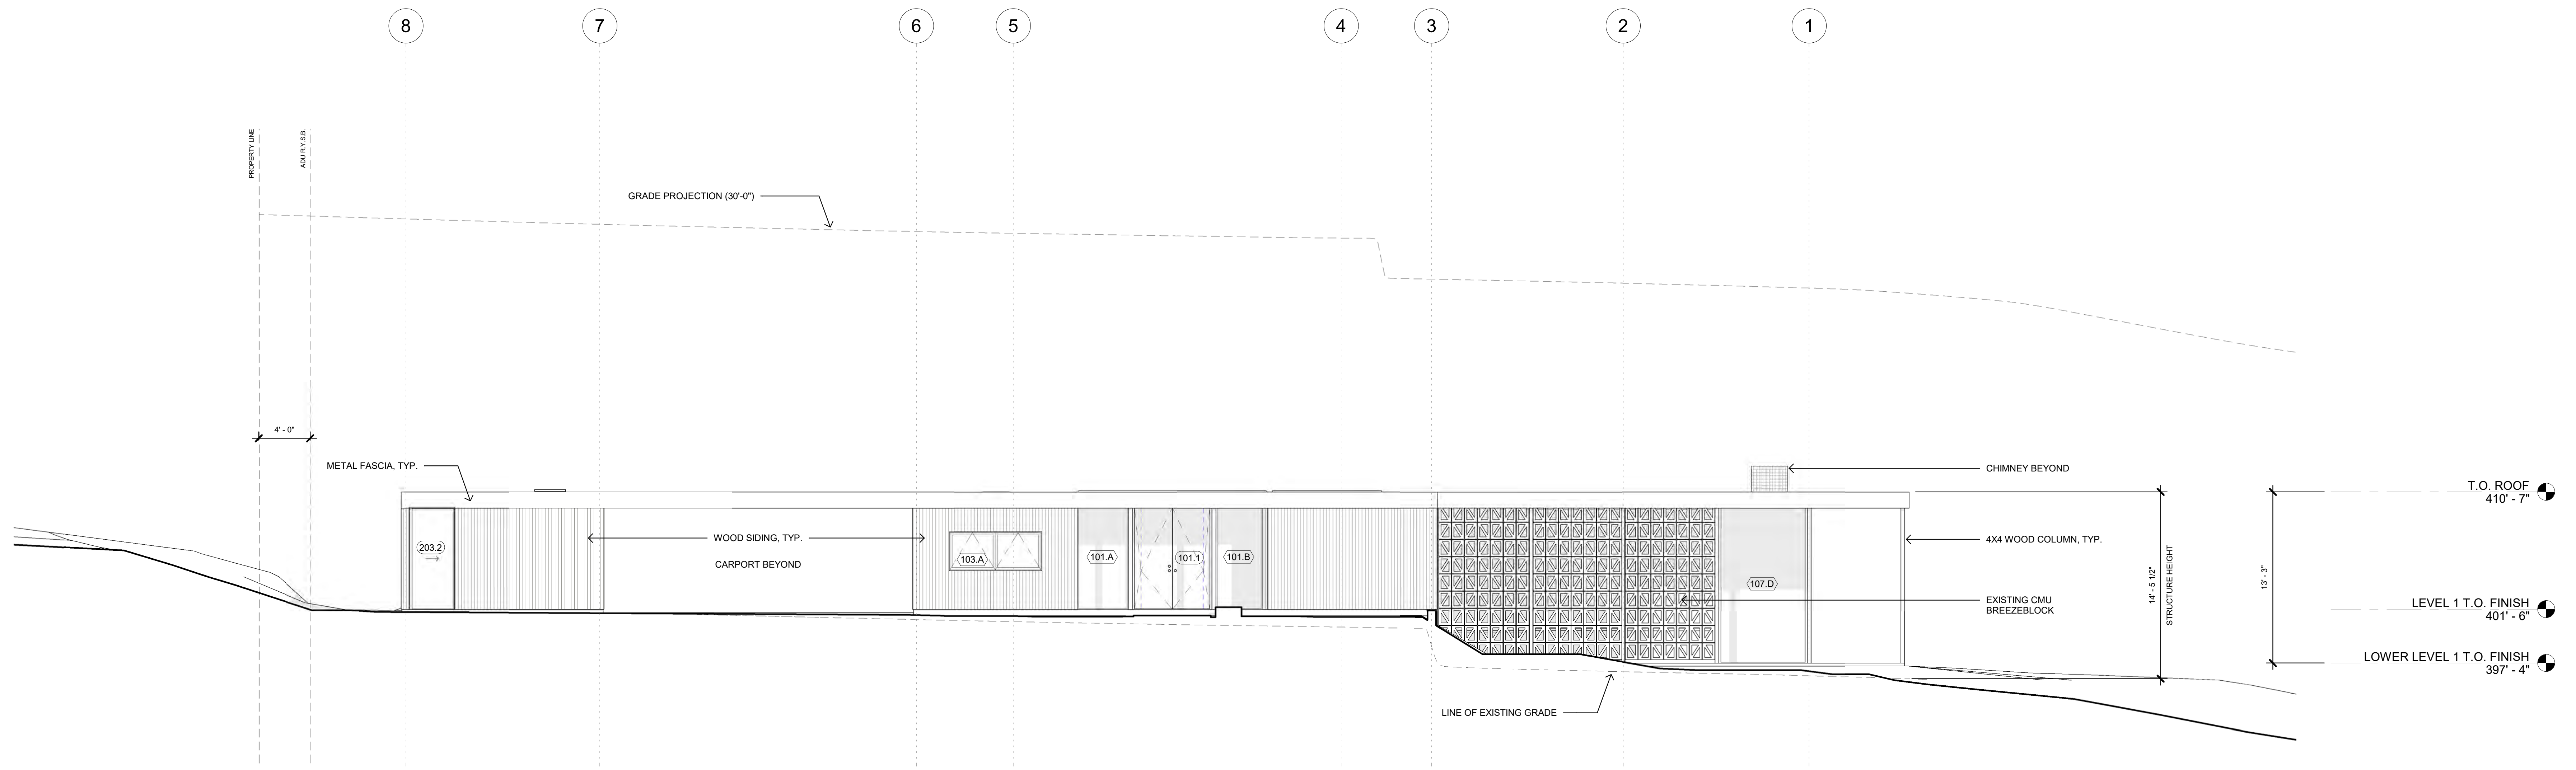 8
7
6
5
4
3
2
1
PROPERTY LINE
ADU R.Y.S.B.
GRADE PROJECTION (30'-0")
4' - 0"
METAL FASCIA, TYP.
CHIMNEY BEYOND
T.O. ROOF
410' - 7"
203.2
WOOD SIDING, TYP.
CARPORT BEYOND
103.A
101.A
101.1
101.B
107.D
4X4 WOOD COLUMN, TYP.
EXISTING CMU
BREEZEBLOCK
14' - 5 1/2"
STRUCTURE HEIGHT
13' - 3"
LEVEL 1 T.O. FINISH
401' - 6"
LOWER LEVEL 1 T.O. FINISH
397' - 4"
LINE OF EXISTING GRADE